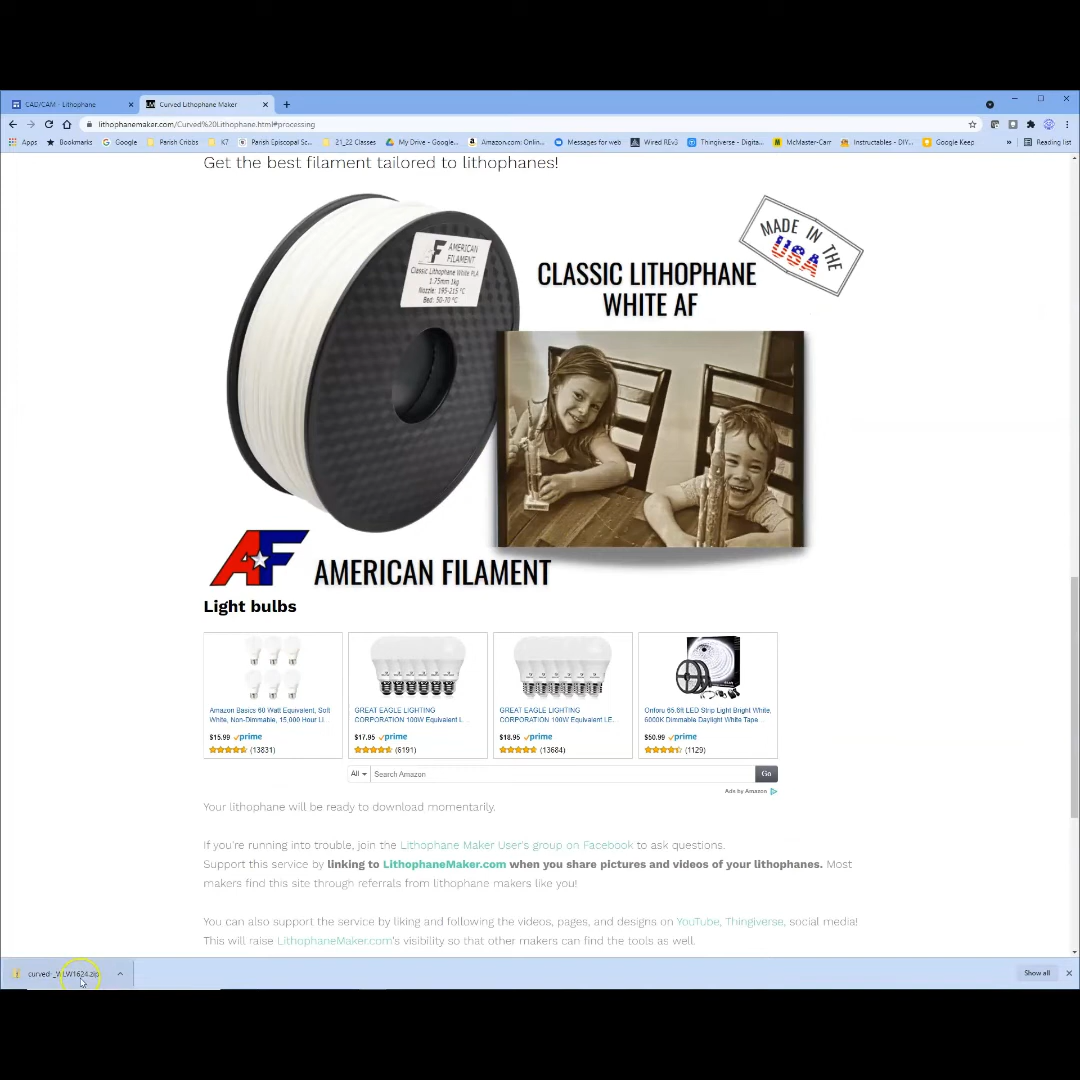 CAD/CAM - Lithophane
Curved Lithophane Maker
lithophanemaker.com/Curved%20Lithophane.html#processing
Apps Bookmarks Google Parish Gribbs K7 Parish Episcopal Sc... 21_22 Classes My Drive - Google... Amazon.com: Onlin... Messages for web Wired REv3 Thingiverse - Digita... McMaster-Carr Instructables - DIY... Google Keep » Reading list
Get the best filament tailored to lithophanes!
AMERICAN
FILAMENT
Classic Lithophane White PLA
1.75mm 1kg
Nozzle: 195-215 °C
Bed: 50-70 °C
MADE IN THE
USA
CLASSIC LITHOPHANE
WHITE AF
AF AMERICAN FILAMENT
Light bulbs
Amazon Basics 60 Watt Equivalent, Soft
White, Non-Dimmable, 15,000 Hour Li
$15.99 prime
(13831)
GREAT EAGLE LIGHTING
CORPORATION 100W Equivalent L...
$17.95 prime
(6191)
GREAT EAGLE LIGHTING
CORPORATION 100W Equivalent LE...
$18.95 prime
(13684)
Onforu 65.6ft LED Strip Light Bright White,
6000K Dimmable Daylight White Tape...
$50.99 prime
(1129)
All Search Amazon Go
Ads by Amazon
Your lithophane will be ready to download momentarily.
If you're running into trouble, join the Lithophane Maker User's group on Facebook to ask questions.
Support this service by linking to LithophaneMaker.com when you share pictures and videos of your lithophanes. Most
makers find this site through referrals from lithophane makers like you!
You can also support the service by liking and following the videos, pages, and designs on YouTube, Thingiverse, social media!
This will raise LithophaneMaker.com's visibility so that other makers can find the tools as well.
curved-_WLW1624.zip
Show all